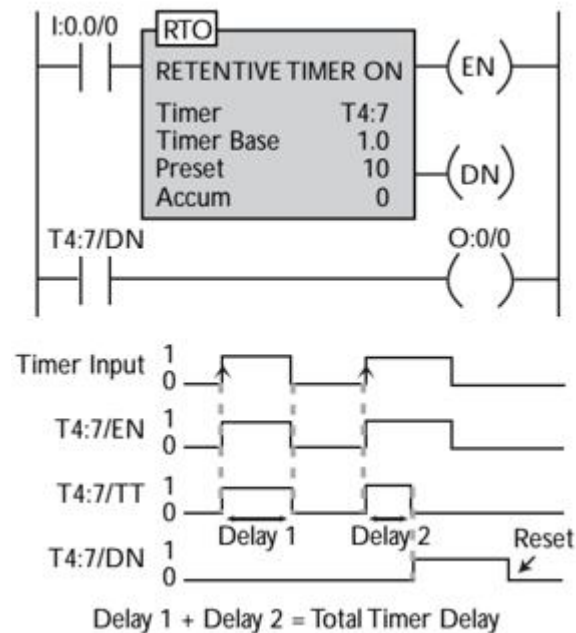 I:0.0/0
RTO
RETENTIVE TIMER ON
EN
Timer T4:7
Timer Base 1.0
Preset 10
Accum 0
DN
T4:7/DN O:0/0
Timer Input 1
0
T4:7/EN 1
0
T4:7/TT 1
0
Delay 1 Delay 2 Reset
T4:7/DN 1
0
Delay 1 + Delay 2 = Total Timer Delay